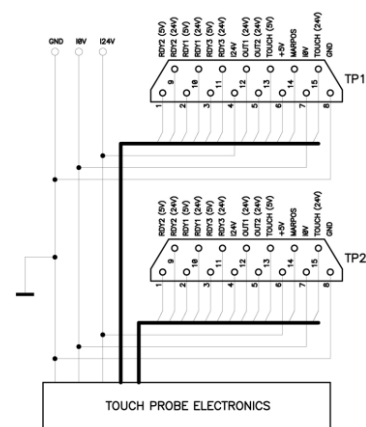 GND I0V I24V
RDY2 (5V)
RDY2 (24V)
RDY1 (5V)
RDY1 (24V)
RDY3 (5V)
RDY3 (24V)
I24V
OUT1 (24V)
OUT2 (24V)
TOUCH (5V)
+5V
MARPOS
I0V
TOUCH (24V)
GND
TP1
9 10 11 12 13 14 15
1 2 3 4 5 6 7 8
RDY2 (5V)
RDY2 (24V)
RDY1 (5V)
RDY1 (24V)
RDY3 (5V)
RDY3 (24V)
I24V
OUT1 (24V)
OUT2 (24V)
TOUCH (5V)
+5V
MARPOS
I0V
TOUCH (24V)
GND
TP2
9 10 11 12 13 14 15
1 2 3 4 5 6 7 8
TOUCH PROBE ELECTRONICS